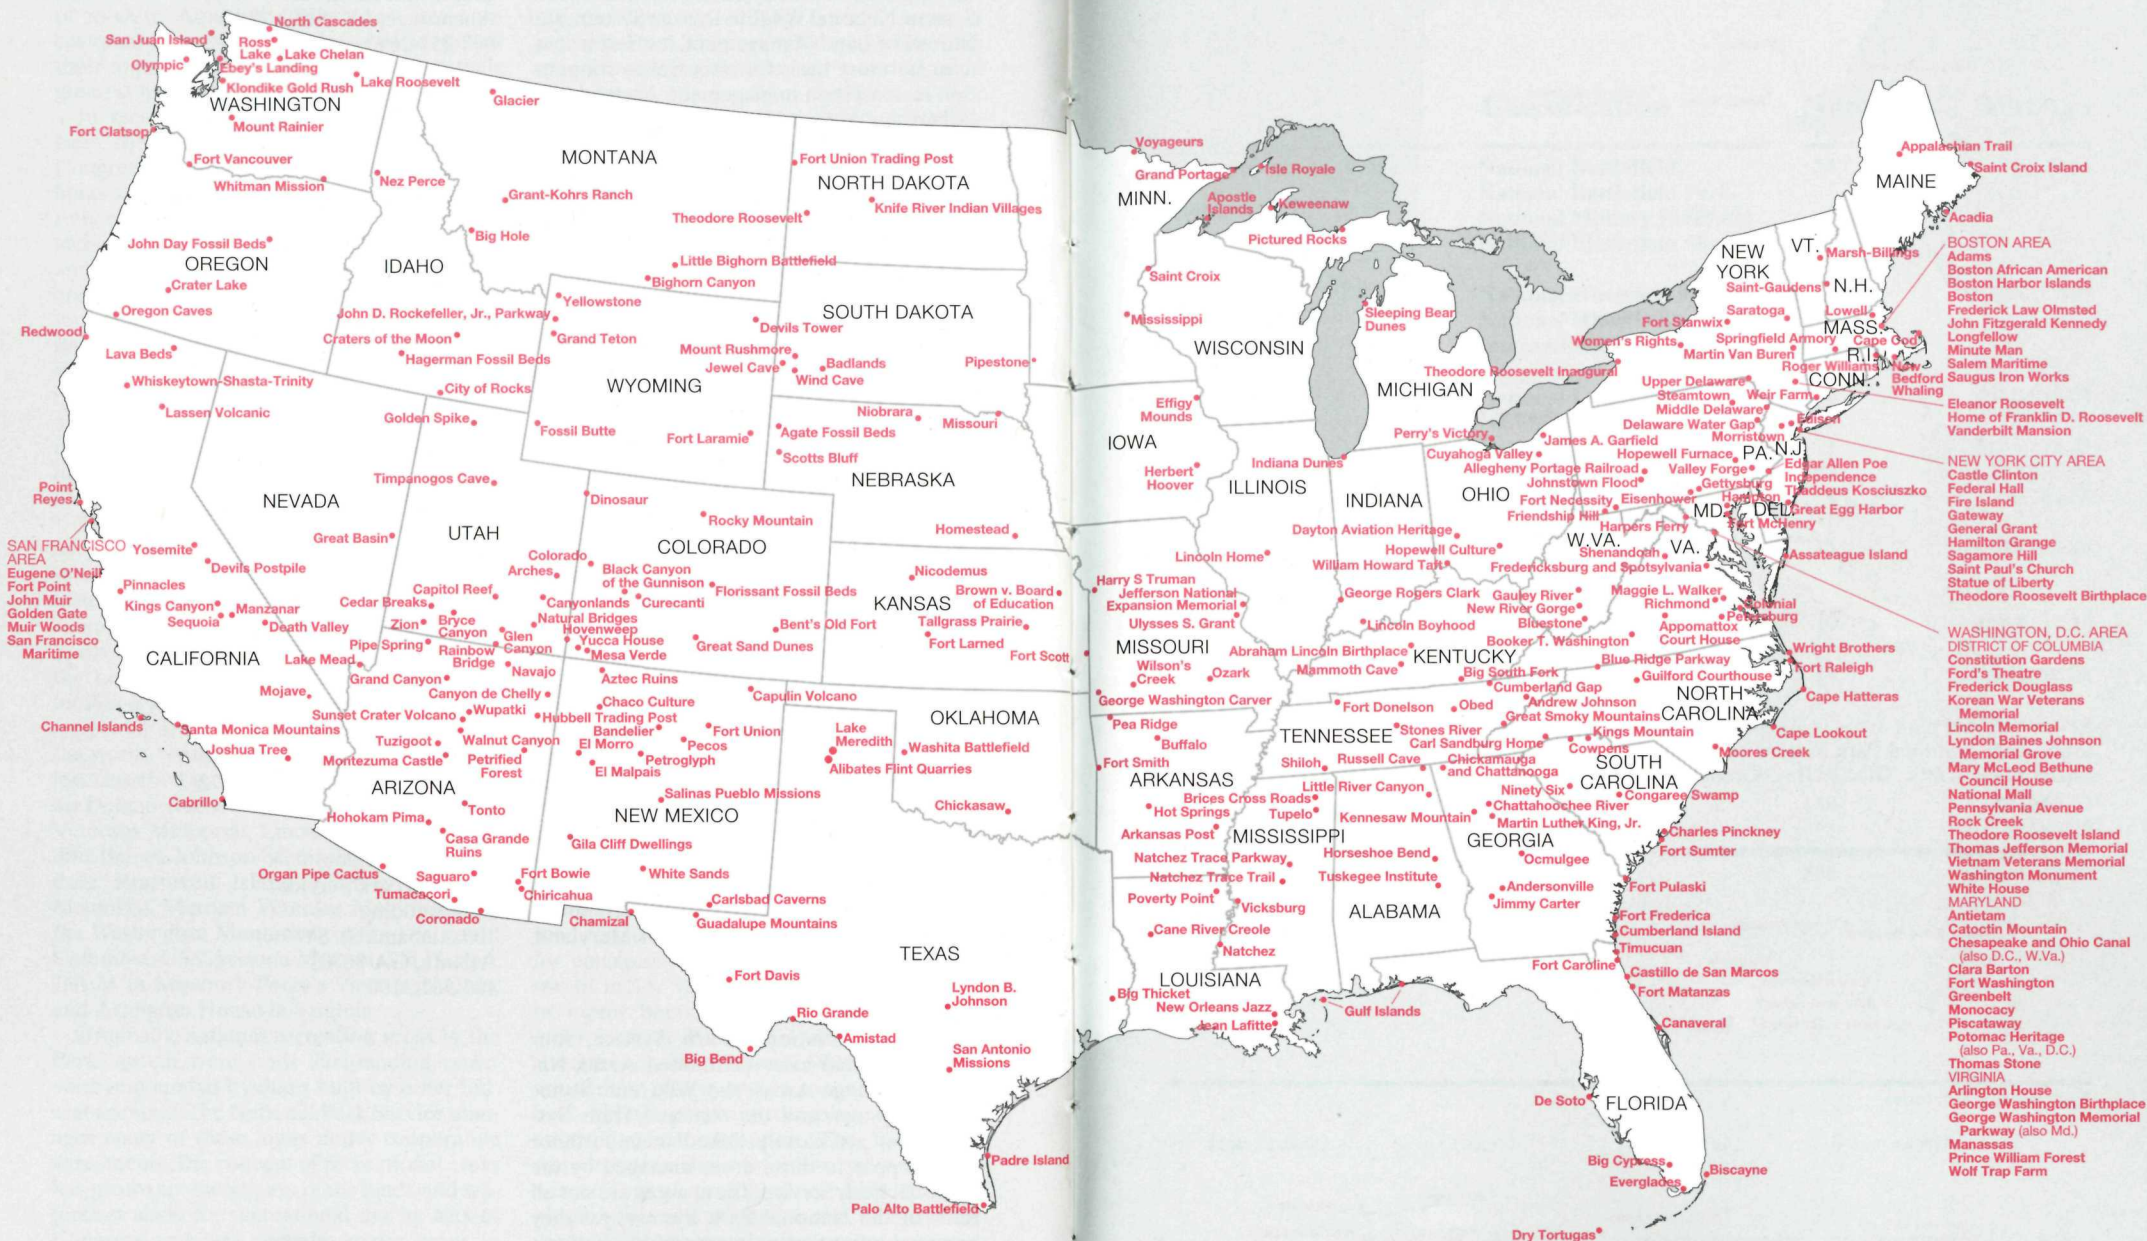 North Cascades
San Juan Island
Ross
Lake
Lake Chelan
Olympic
Ebey's Landing
Lake Roosevelt
Klondike Gold Rush
WASHINGTON
Mount Rainier
Fort Clatsop
Fort Vancouver
Whitman Mission
Nez Perce
Glacier
MONTANA
Grant-Kohrs Ranch
Big Hole
Little Bighorn Battlefield
Bighorn Canyon
Fort Union Trading Post
NORTH DAKOTA
Knife River Indian Villages
Theodore Roosevelt
John Day Fossil Beds
OREGON
Crater Lake
Oregon Caves
IDAHO
John D. Rockefeller, Jr., Parkway
Craters of the Moon
Hagerman Fossil Beds
City of Rocks
Yellowstone
Grand Teton
WYOMING
Devils Tower
Fossil Butte
Fort Laramie
SOUTH DAKOTA
Mount Rushmore
Jewel Cave
Badlands
Wind Cave
Pipestone
Niobrara
Missouri
Agate Fossil Beds
Scotts Bluff
NEBRASKA
Homestead
Redwood
Lava Beds
Whiskeytown-Shasta-Trinity
Lassen Volcanic
Golden Spike
Timpanogos Cave
NEVADA
Great Basin
UTAH
Point
Reyes
SAN FRANCISCO
AREA
Eugene O'Neill
Fort Point
John Muir
Golden Gate
Muir Woods
San Francisco
Maritime
Yosemite
Devils Postpile
Pinnacles
Kings Canyon
Sequoia
Manzanar
Death Valley
CALIFORNIA
Lake Mead
Mojave
Channel Islands
Santa Monica Mountains
Joshua Tree
Cabrillo
Dinosaur
Rocky Mountain
COLORADO
Colorado
Arches
Black Canyon
of the Gunnison
Curecanti
Florissant Fossil Beds
Capitol Reef
Canyonlands
Cedar Breaks
Natural Bridges
Zion
Bryce
Canyon
Hovenweep
Glen
Canyon
Yucca House
Mesa Verde
Pipe Spring
Rainbow
Bridge
Navajo
Bent's Old Fort
Great Sand Dunes
Grand Canyon
Canyon de Chelly
Aztec Ruins
Chaco Culture
Capulin Volcano
Wupatki
Sunset Crater Volcano
Hubbell Trading Post
Bandelier
Fort Union
Tuzigoot
Walnut Canyon
El Morro
Pecos
Montezuma Castle
Petrified
Forest
Petroglyph
El Malpais
ARIZONA
Tonto
Salinas Pueblo Missions
NEW MEXICO
Hohokam Pima
Casa Grande
Ruins
Gila Cliff Dwellings
Organ Pipe Cactus
Saguaro
Fort Bowie
White Sands
Tumacacori
Chiricahua
Coronado
Chamizal
Carlsbad Caverns
Guadalupe Mountains
Nicodemus
Brown v. Board
of Education
KANSAS
Tallgrass Prairie
Fort Larned
Fort Scott
OKLAHOMA
Lake
Meredith
Washita Battlefield
Alibates Flint Quarries
Chickasaw
TEXAS
Fort Davis
Lyndon B.
Johnson
Rio Grande
Amistad
Big Bend
San Antonio
Missions
Padre Island
Palo Alto Battlefield
Voyageurs
Grand Portage
Isle Royale
MINN.
Apostle
Islands
Keweenaw
Pictured Rocks
Saint Croix
Mississippi
WISCONSIN
Sleeping Bear
Dunes
MICHIGAN
Effigy
Mounds
IOWA
Herbert
Hoover
Indiana Dunes
ILLINOIS
INDIANA
OHIO
Perry's Victory
James A. Garfield
Cuyahoga Valley
Dayton Aviation Heritage
Hopewell Culture
William Howard Taft
Lincoln Home
Harry S Truman
Jefferson National
Expansion Memorial
Ulysses S. Grant
George Rogers Clark
Lincoln Boyhood
MISSOURI
Wilson's
Creek
Ozark
George Washington Carver
Abraham Lincoln Birthplace
Mammoth Cave
KENTUCKY
Big South Fork
Cumberland Gap
Pea Ridge
Buffalo
Fort Smith
ARKANSAS
Hot Springs
Arkansas Post
Fort Donelson
Obed
Andrew Johnson
Great Smoky Mountains
TENNESSEE
Stones River
Carl Sandburg Home
Kings Mountain
Cowpens
Shiloh
Russell Cave
Chickamauga
and Chattanooga
Little River Canyon
Brices Cross Roads
Tupelo
MISSISSIPPI
Kennesaw Mountain
Chattahoochee River
Martin Luther King, Jr.
GEORGIA
Ninety Six
SOUTH
CAROLINA
Congaree Swamp
Natchez Trace Parkway
Natchez Trace Trail
Horseshoe Bend
Tuskegee Institute
Ocmulgee
Andersonville
Jimmy Carter
ALABAMA
Poverty Point
Vicksburg
Cane River Creole
Natchez
LOUISIANA
Big Thicket
New Orleans Jazz
Jean Lafitte
Gulf Islands
Charles Pinckney
Fort Sumter
Fort Pulaski
Fort Frederica
Cumberland Island
Timucuan
Fort Caroline
Castillo de San Marcos
Fort Matanzas
Canaveral
De Soto
FLORIDA
Big Cypress
Biscayne
Everglades
Dry Tortugas
Appalachian Trail
Saint Croix Island
MAINE
Acadia
VT.
Marsh-Billings
NEW
YORK
Saint-Gaudens
N.H.
Saratoga
Lowell
Fort Stanwix
MASS.
Women's Rights
Springfield Armory
Cape Cod
Martin Van Buren
R.I.
Theodore Roosevelt Inaugural
Roger Williams
New
Bedford
Whaling
CONN.
Upper Delaware
Steamtown
Weir Farm
Middle Delaware
Delaware Water Gap
Edison
Morristown
Hopewell Furnace
PA.
N.J.
Allegheny Portage Railroad
Valley Forge
Edgar Allen Poe
Independence
Thaddeus Kosciuszko
Johnstown Flood
Gettysburg
Fort Necessity
Eisenhower
Hampton
Great Egg Harbor
Friendship Hill
MD.
DEL.
Fort McHenry
Harpers Ferry
W.VA.
Shenandoah
VA.
Assateague Island
Fredericksburg and Spotsylvania
Gauley River
Maggie L. Walker
New River Gorge
Richmond
Colonial
Bluestone
Petersburg
Appomattox
Court House
Booker T. Washington
Wright Brothers
Fort Raleigh
Blue Ridge Parkway
Guilford Courthouse
NORTH
CAROLINA
Cape Hatteras
Cape Lookout
Moores Creek
BOSTON AREA
Adams
Boston African American
Boston Harbor Islands
Boston
Frederick Law Olmsted
John Fitzgerald Kennedy
Longfellow
Minute Man
Salem Maritime
Saugus Iron Works
Eleanor Roosevelt
Home of Franklin D. Roosevelt
Vanderbilt Mansion
NEW YORK CITY AREA
Castle Clinton
Federal Hall
Fire Island
Gateway
General Grant
Hamilton Grange
Sagamore Hill
Saint Paul's Church
Statue of Liberty
Theodore Roosevelt Birthplace
WASHINGTON, D.C. AREA
DISTRICT OF COLUMBIA
Constitution Gardens
Ford's Theatre
Frederick Douglass
Korean War Veterans
Memorial
Lincoln Memorial
Lyndon Baines Johnson
Memorial Grove
Mary McLeod Bethune
Council House
National Mall
Pennsylvania Avenue
Rock Creek
Theodore Roosevelt Island
Thomas Jefferson Memorial
Vietnam Veterans Memorial
Washington Monument
White House
MARYLAND
Antietam
Catoctin Mountain
Chesapeake and Ohio Canal
(also D.C., W.Va.)
Clara Barton
Fort Washington
Greenbelt
Monocacy
Piscataway
Potomac Heritage
(also Pa., Va., D.C.)
Thomas Stone
VIRGINIA
Arlington House
George Washington Birthplace
George Washington Memorial
Parkway (also Md.)
Manassas
Prince William Forest
Wolf Trap Farm